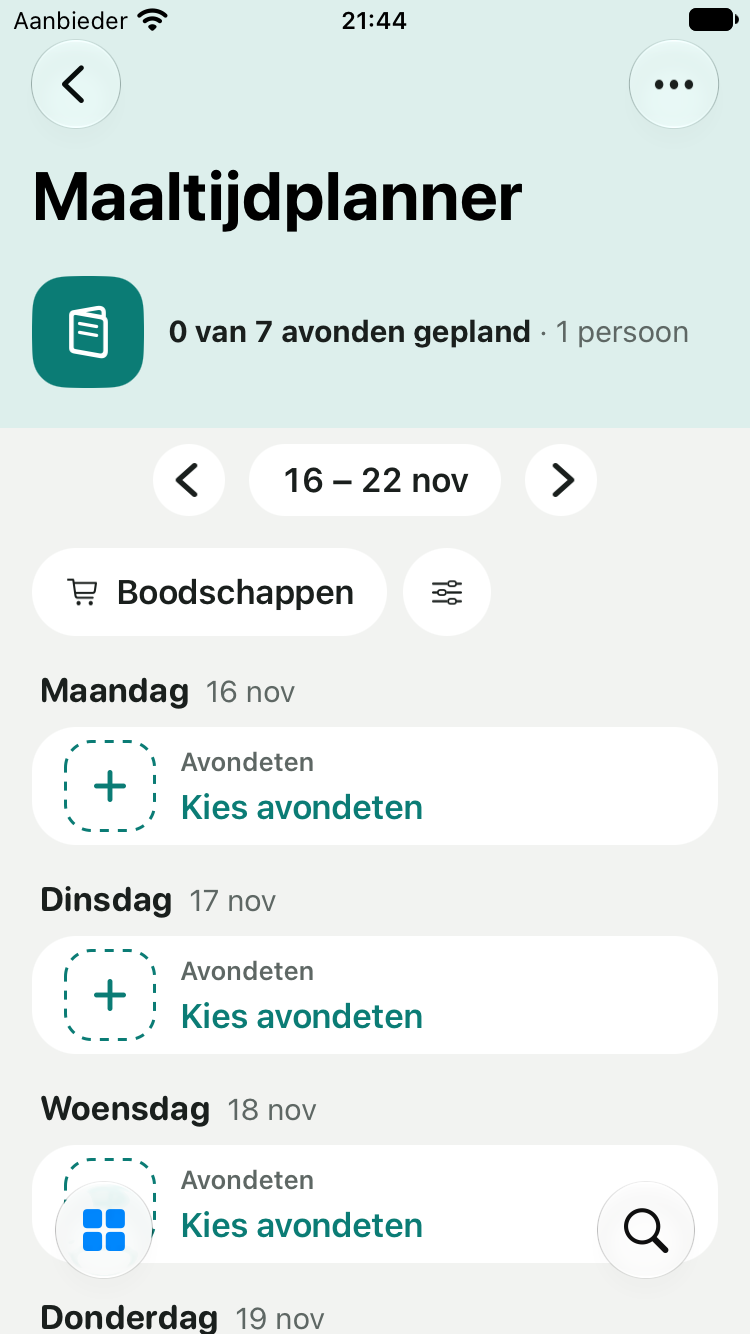 Aanbieder 21:44
Maaltijdplanner
0 van 7 avonden gepland · 1 persoon
16 – 22 nov
Boodschappen
Maandag 16 nov
Avondeten
Kies avondeten
Dinsdag 17 nov
Avondeten
Kies avondeten
Woensdag 18 nov
Avondeten
Kies avondeten
Donderdag 19 nov